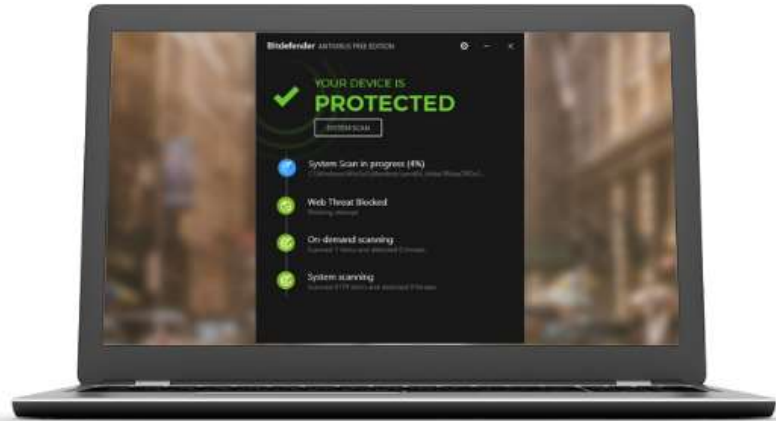 Bitdefender ANTIVIRUS FREE EDITION
YOUR DEVICE IS
PROTECTED
SYSTEM SCAN
System Scan in progress (4%)
Web Threat Blocked
On-demand scanning
System scanning